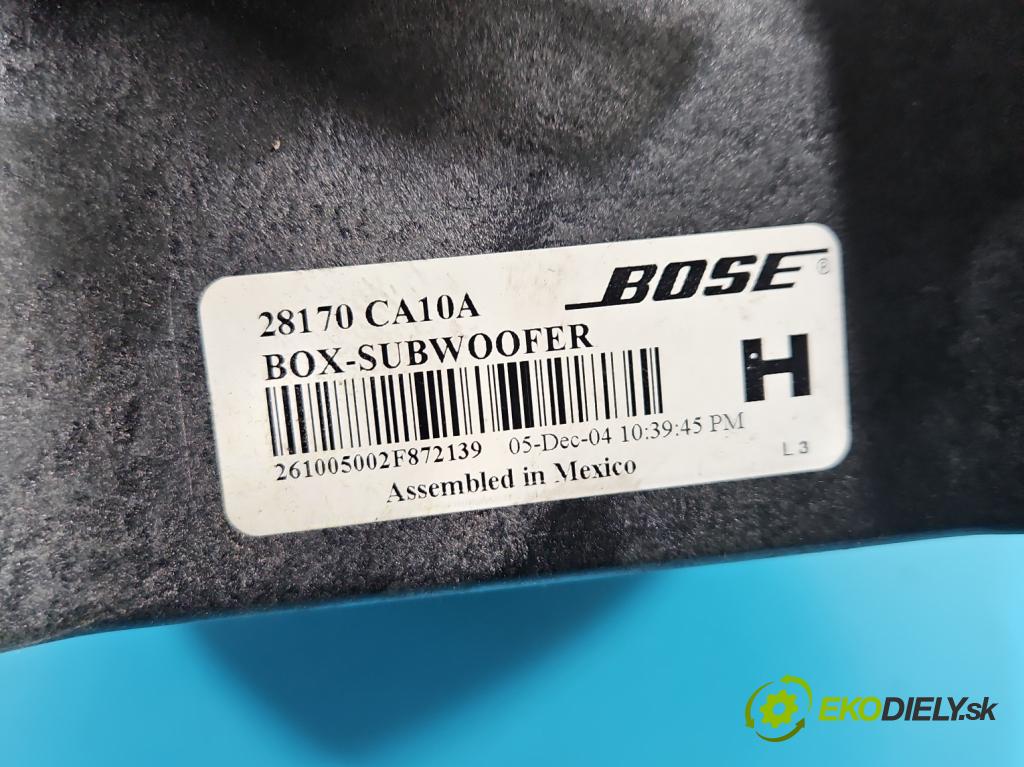 BOSE®
28170 CA10A
BOX-SUBWOOFER
H
261005002F872139 05-Dec-04 10:39:45 PM
Assembled in Mexico
L3
EKODIELY.sk